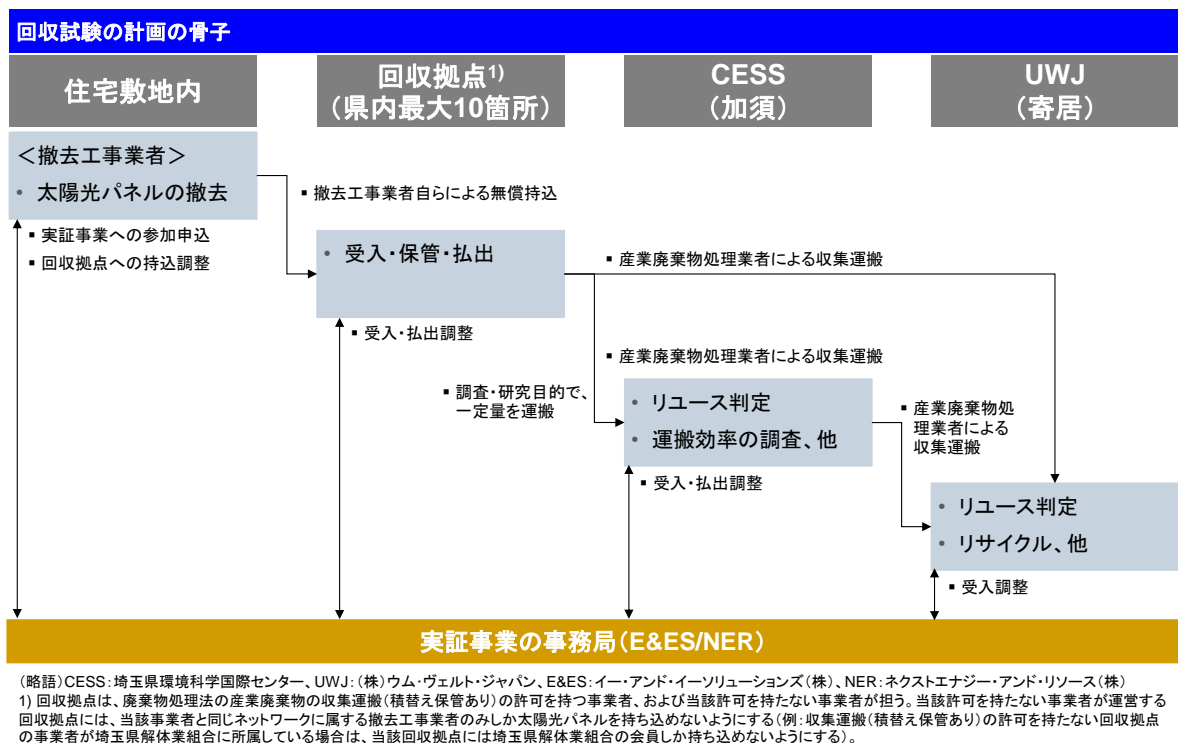 回収試験の計画の骨子
住宅敷地内
回収拠点1)
(県内最大10箇所)
CESS
(加須)
UWJ
(寄居)
＜撤去工事業者＞
• 太陽光パネルの撤去
▪ 撤去工事業者自らによる無償持込
▪ 実証事業への参加申込
▪ 回収拠点への持込調整
• 受入・保管・払出
▪ 産業廃棄物処理業者による収集運搬
▪ 受入・払出調整
▪ 産業廃棄物処理業者による収集運搬
▪ 調査・研究目的で、
一定量を運搬
• リユース判定
• 運搬効率の調査、他
▪ 産業廃棄物処
理業者による
収集運搬
▪ 受入・払出調整
• リユース判定
• リサイクル、他
▪ 受入調整
実証事業の事務局(E&ES/NER)
(略語)CESS:埼玉県環境科学国際センター、UWJ:(株)ウム・ヴェルト・ジャパン、E&ES:イー・アンド・イーソリューションズ(株)、NER:ネクストエナジー・アンド・リソース(株)
1) 回収拠点は、廃棄物処理法の産業廃棄物の収集運搬(積替え保管あり)の許可を持つ事業者、および当該許可を持たない事業者が担う。当該許可を持たない事業者が運営する
回収拠点には、当該事業者と同じネットワークに属する撤去工事業者のみしか太陽光パネルを持ち込めないようにする(例:収集運搬(積替え保管あり)の許可を持たない回収拠点
の事業者が埼玉県解体業組合に所属している場合は、当該回収拠点には埼玉県解体業組合の会員しか持ち込めないようにする)。